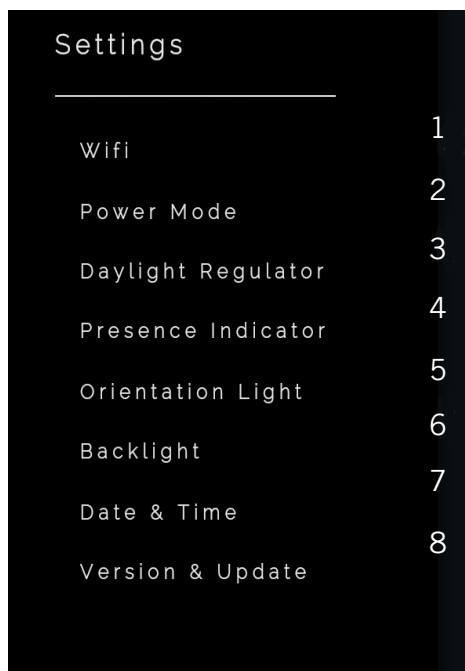 Settings
1
Wifi
2
Power Mode
3
Daylight Regulator
4
Presence Indicator
5
Orientation Light
6
Backlight
7
Date & Time
8
Version & Update